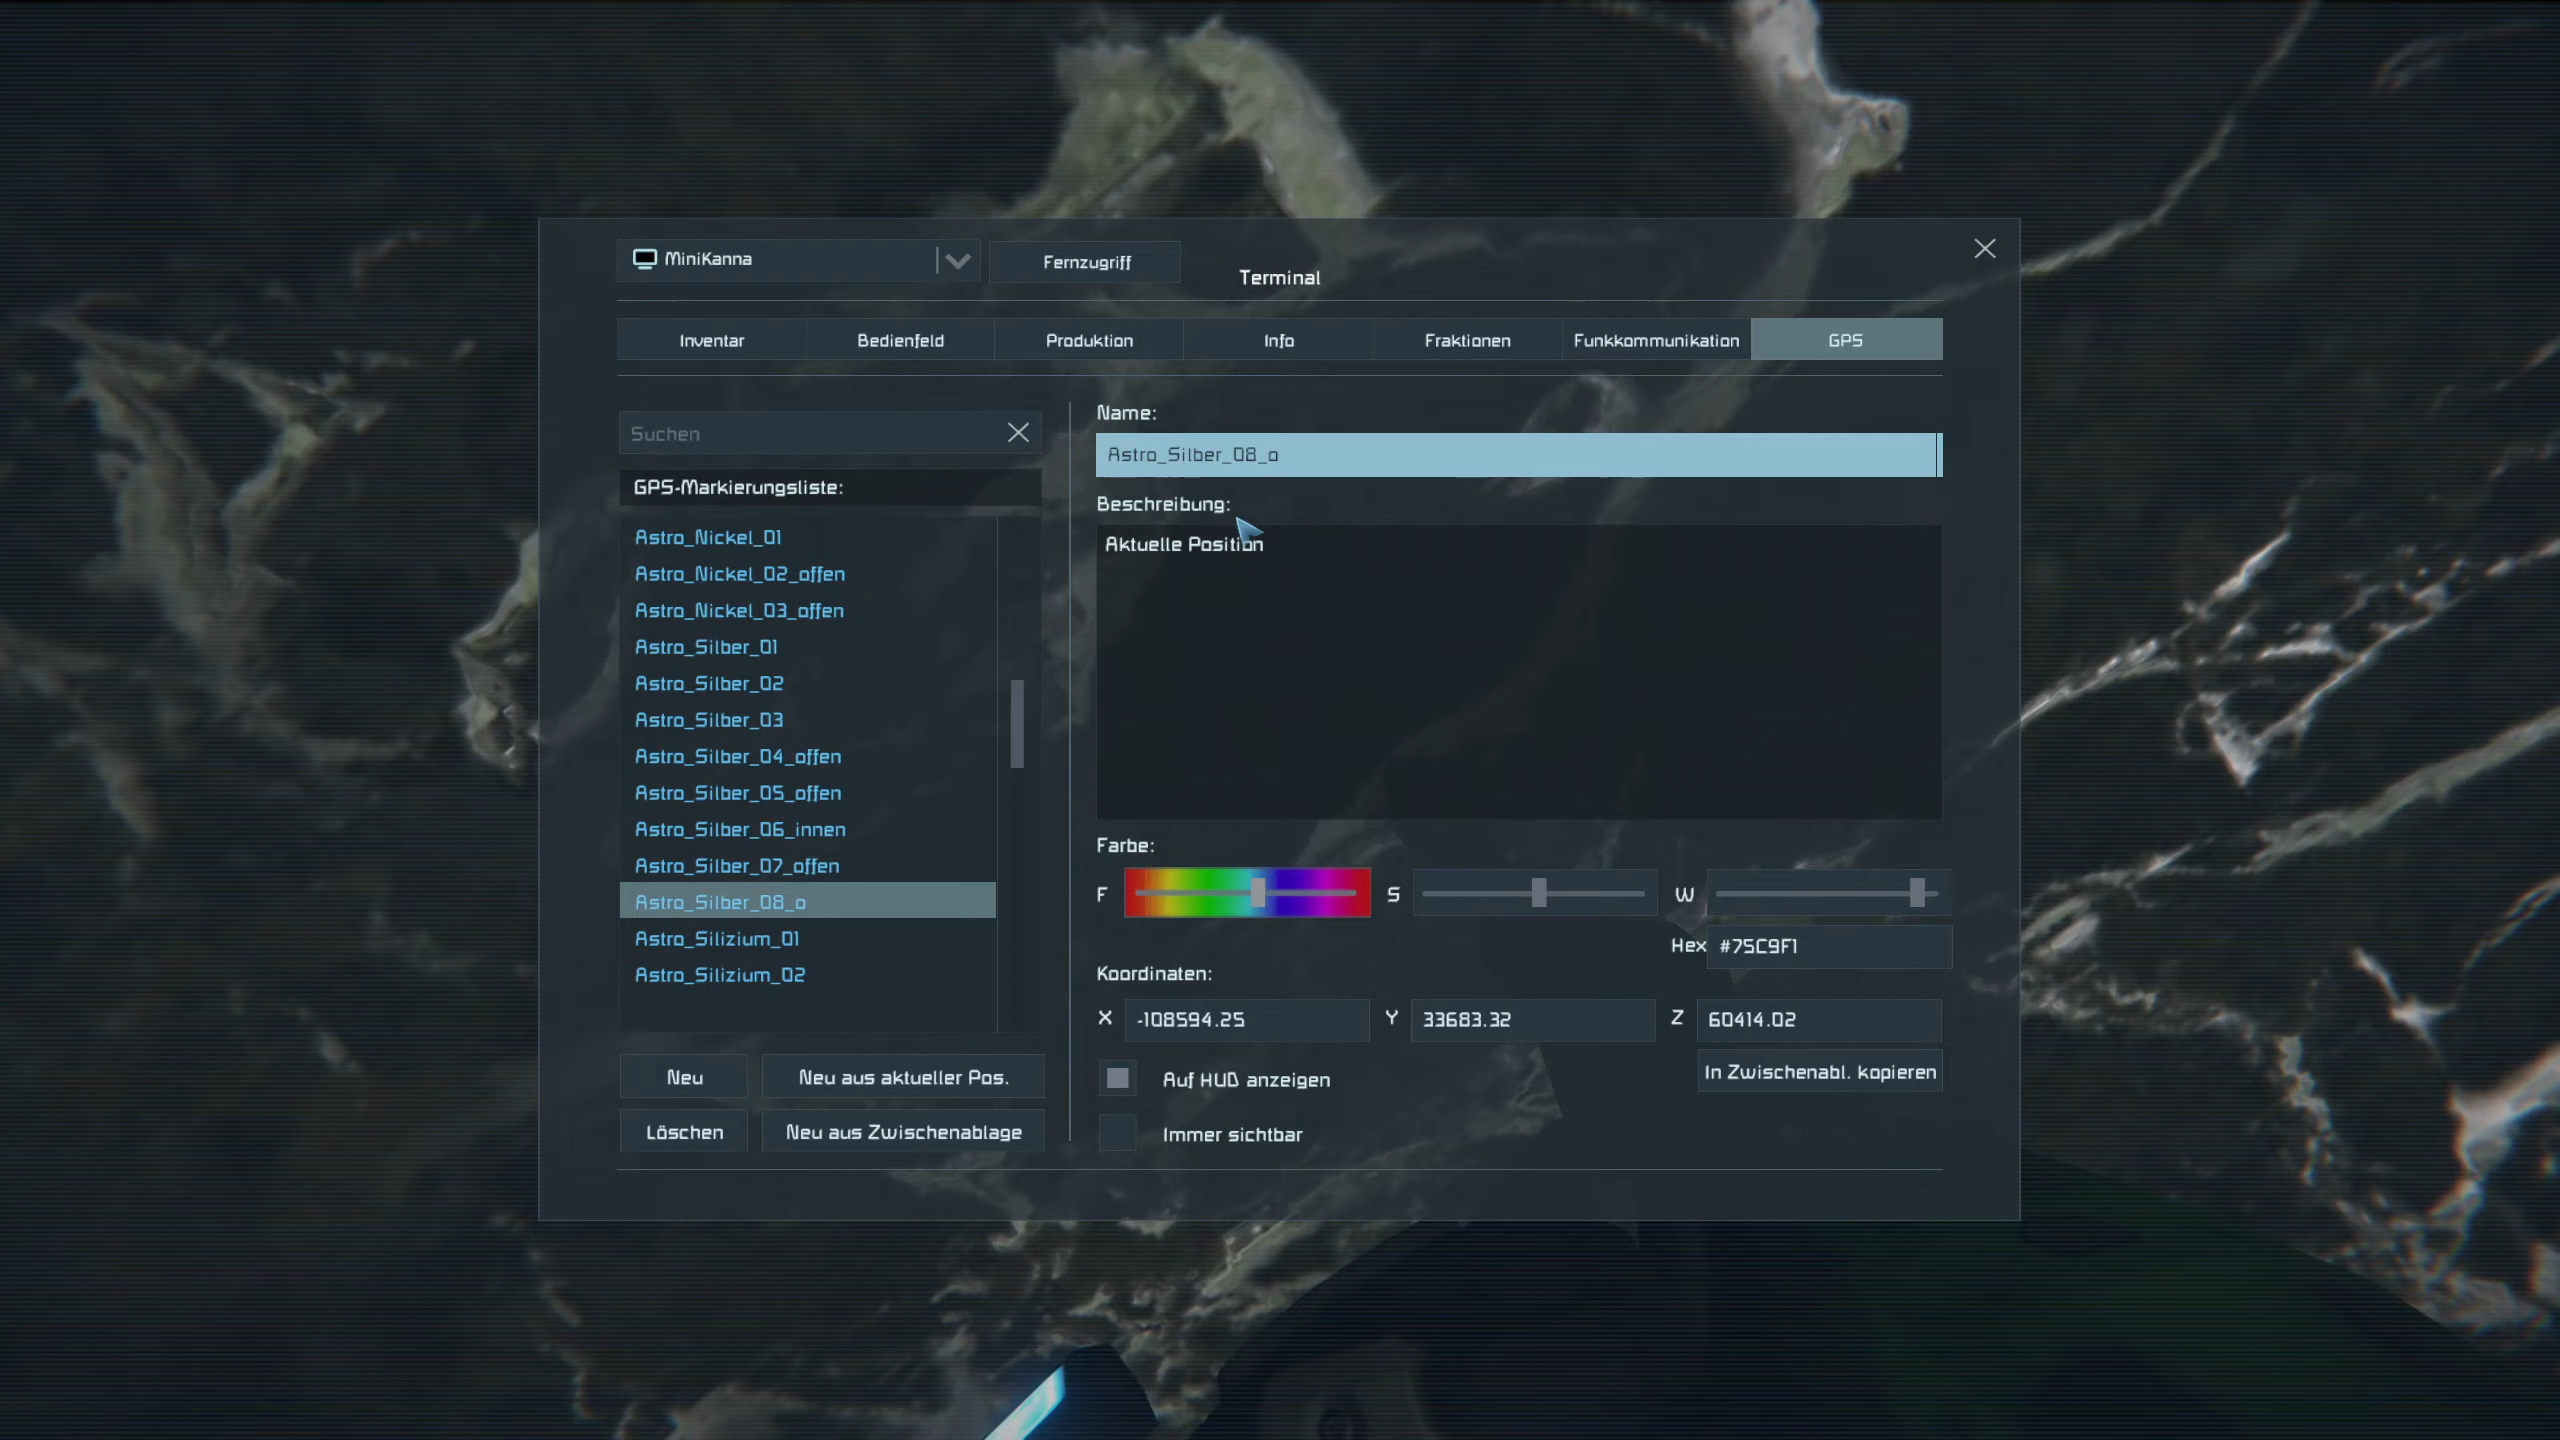 MiniKanna
Fernzugriff
Terminal
Inventar
Bedienfeld
Produktion
Info
Fraktionen
Funkkommunikation
GPS
Suchen
GPS-Markierungsliste:
Astro_Nickel_01
Astro_Nickel_02_offen
Astro_Nickel_03_offen
Astro_Silber_01
Astro_Silber_02
Astro_Silber_03
Astro_Silber_04_offen
Astro_Silber_05_offen
Astro_Silber_06_innen
Astro_Silber_07_offen
Astro_Silber_08_o
Astro_Silizium_01
Astro_Silizium_02
Neu
Neu aus aktueller Pos.
Löschen
Neu aus Zwischenablage
Name:
Astro_Silber_08_o
Beschreibung:
Aktuelle Position
Farbe:
F
S
W
Hex #75C9F1
Koordinaten:
X -108594.25
Y 33683.32
Z 60414.02
Auf HUD anzeigen
In Zwischenabl. kopieren
Immer sichtbar